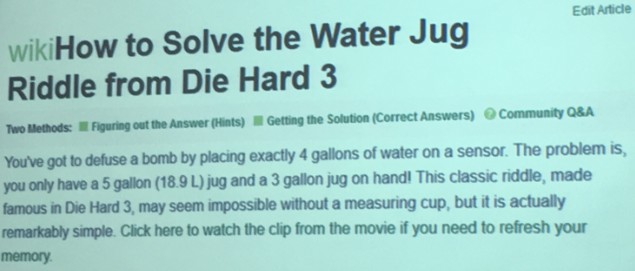 Edit Article
wikiHow to Solve the Water Jug
Riddle from Die Hard 3
Two Methods: Figuring out the Answer (Hints) Getting the Solution (Correct Answers) ? Community Q&A
You've got to defuse a bomb by placing exactly 4 gallons of water on a sensor. The problem is,
you only have a 5 gallon (18.9 L) jug and a 3 gallon jug on hand! This classic riddle, made
famous in Die Hard 3, may seem impossible without a measuring cup, but it is actually
remarkably simple. Click here to watch the clip from the movie if you need to refresh your
memory.